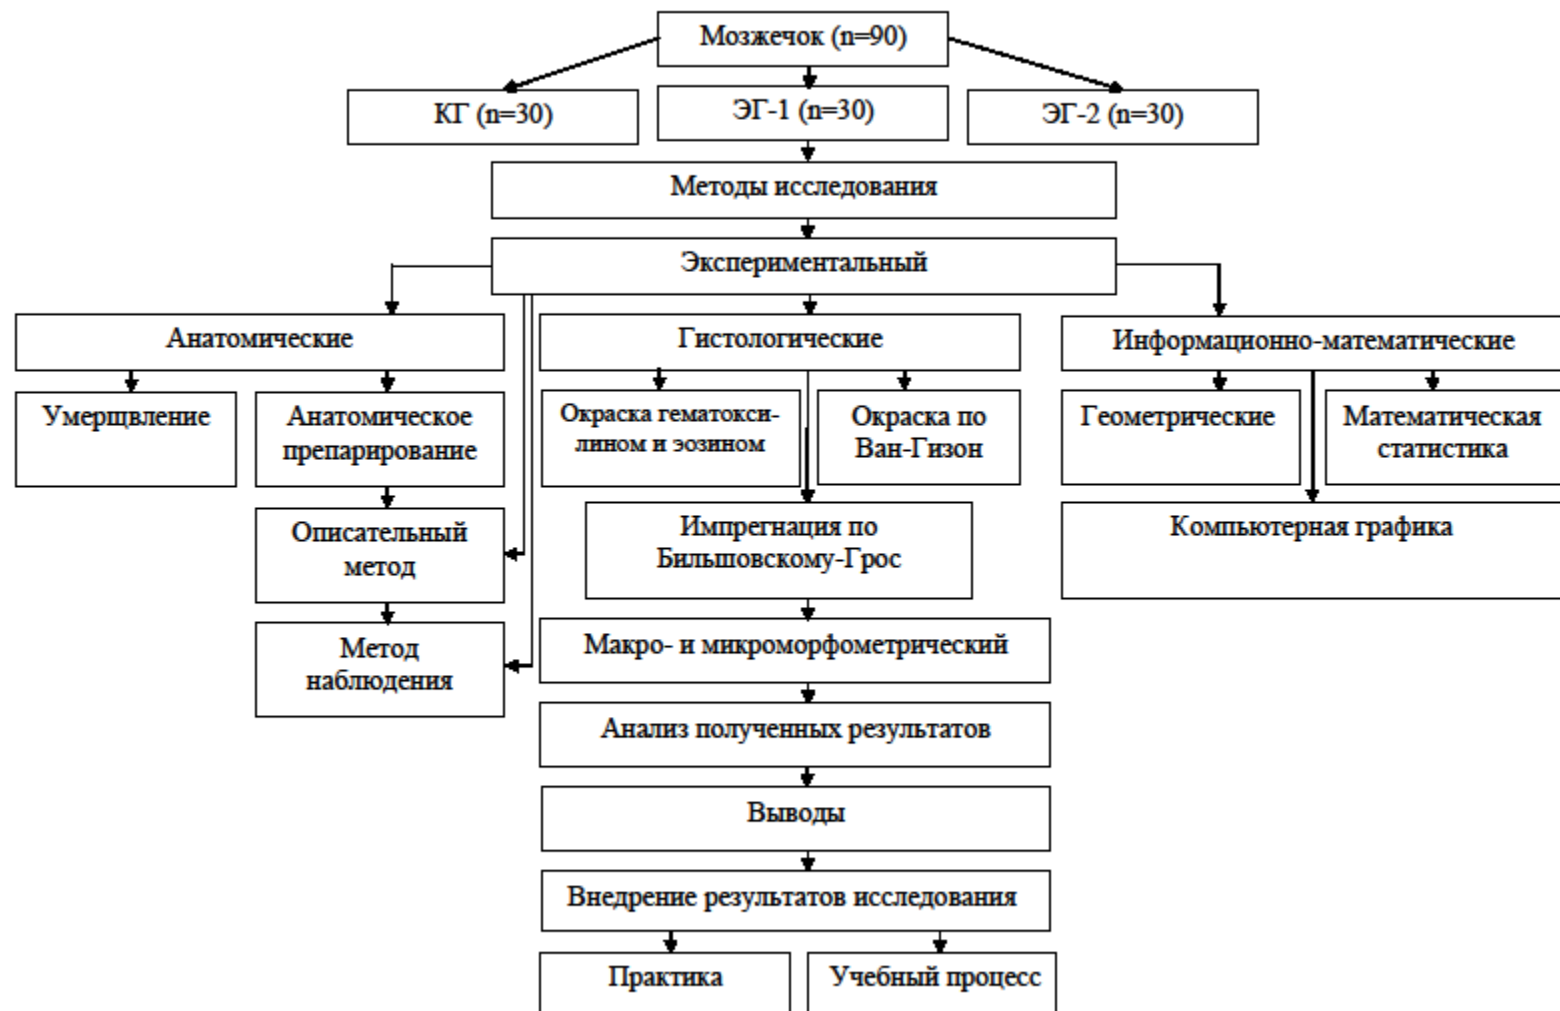 Мозжечок (n=90)
КГ (n=30)
ЭГ-1 (n=30)
ЭГ-2 (n=30)
Методы исследования
Экспериментальный
Анатомические
Гистологические
Информационно-математические
Умерщвление
Анатомическое
препарирование
Окраска гематокси-
лином и эозином
Окраска по
Ван-Гизон
Геометрические
Математическая
статистика
Описательный
метод
Импрегнация по
Бильшовскому-Грос
Компьютерная графика
Метод
наблюдения
Макро- и микроморфометрический
Анализ полученных результатов
Выводы
Внедрение результатов исследования
Практика
Учебный процесс